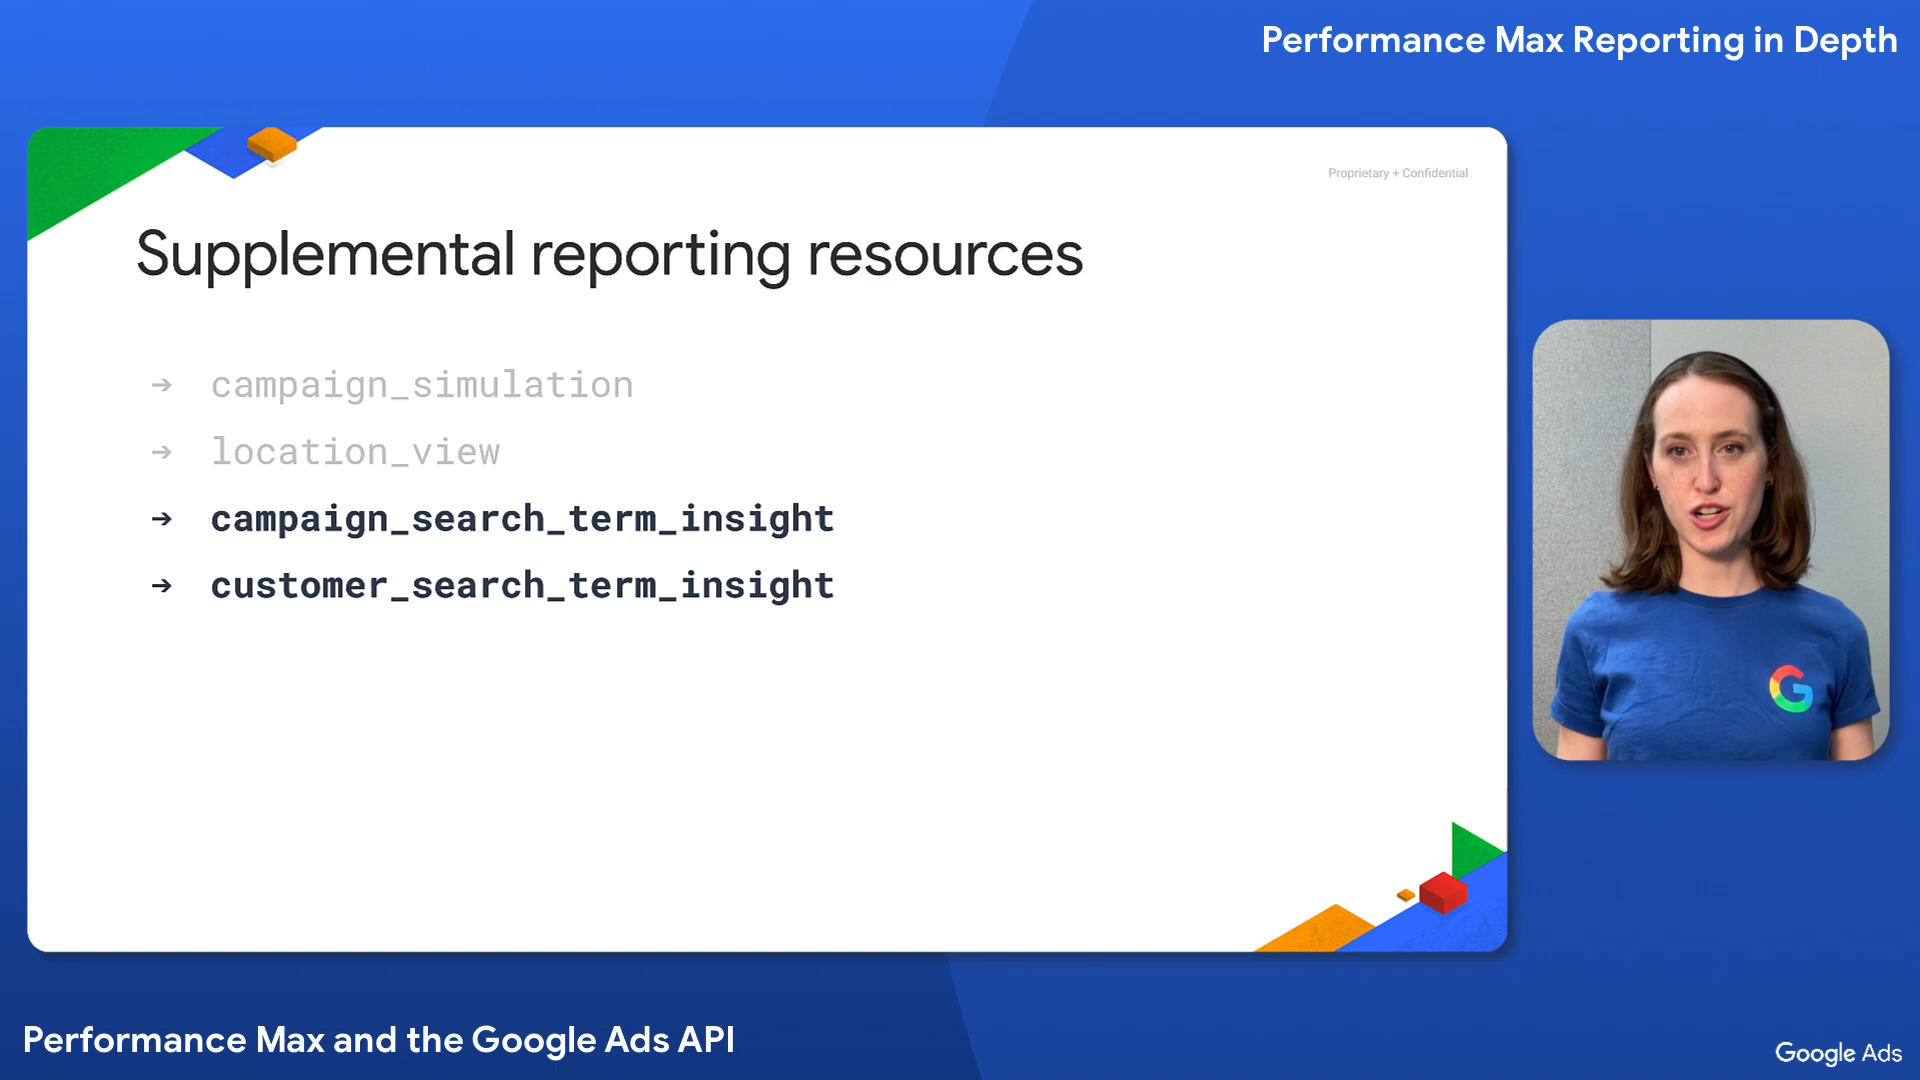 Performance Max Reporting in Depth
Proprietary + Confidential
Supplemental reporting resources
➔ campaign_simulation
➔ location_view
➔ campaign_search_term_insight
➔ customer_search_term_insight
G
Performance Max and the Google Ads API
Google Ads